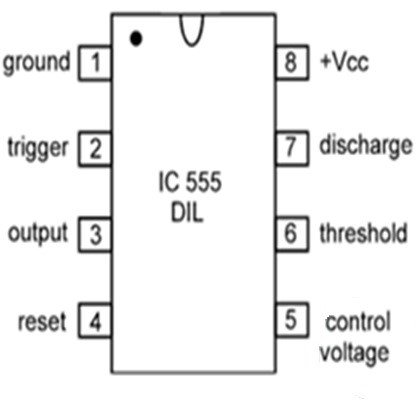 ground 1 8 +Vcc
trigger 2 7 discharge
IC 555
DIL
output 3 6 threshold
reset 4 5 control
voltage